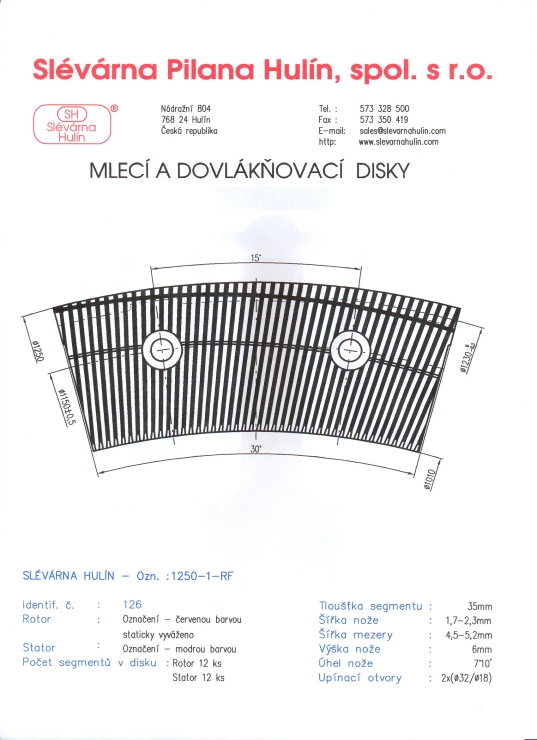 Slévárna Pilana Hulín, spol. s r.o.
SH
Slévárna
Hulín
®
Nádražní 804
768 24 Hulín
Česká republika
Tel. : 573 328 500
Fax : 573 350 419
E-mail: sales@slevarnahulin.com
http: www.slevarnahulin.com
MLECÍ A DOVLÁKŇOVACÍ DISKY
15°
ø1250
ø1150±0,5
ø1230
30°
ø1010
SLÉVÁRNA HULÍN – Ozn. :1250-1-RF
Identif. č. : 126
Rotor : Označení – červenou barvou
staticky vyváženo
Stator : Označení – modrou barvou
Počet segmentů v disku : Rotor 12 ks
Stator 12 ks
Tloušťka segmentu : 35mm
Šířka nože : 1,7-2,3mm
Šířka mezery : 4,5-5,2mm
Výška nože : 6mm
Úhel nože : 7°10'
Upínací otvory : 2x(ø32/ø18)